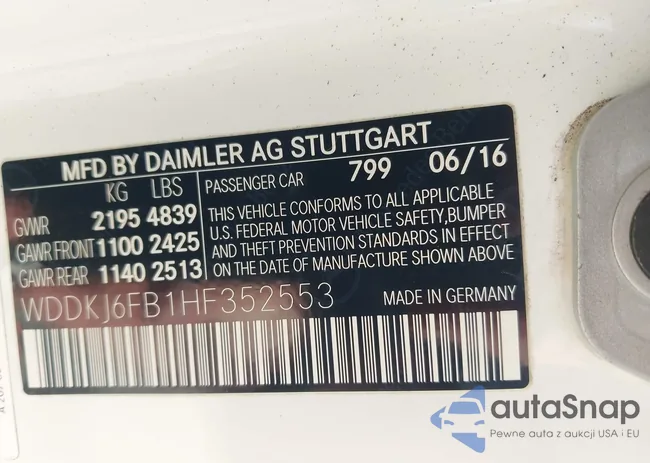 MFD BY DAIMLER AG STUTTGART
KG LBS
GVWR 2195 4839
GAWR FRONT 1100 2425
GAWR REAR 1140 2513
PASSENGER CAR 799 06/16
THIS VEHICLE CONFORMS TO ALL APPLICABLE
U.S. FEDERAL MOTOR VEHICLE SAFETY,BUMPER
AND THEFT PREVENTION STANDARDS IN EFFECT
ON THE DATE OF MANUFACTURE SHOWN ABOVE
WDDKJ6FB1HF352553
MADE IN GERMANY
autaSnap
Pewne auta z aukcji USA i EU